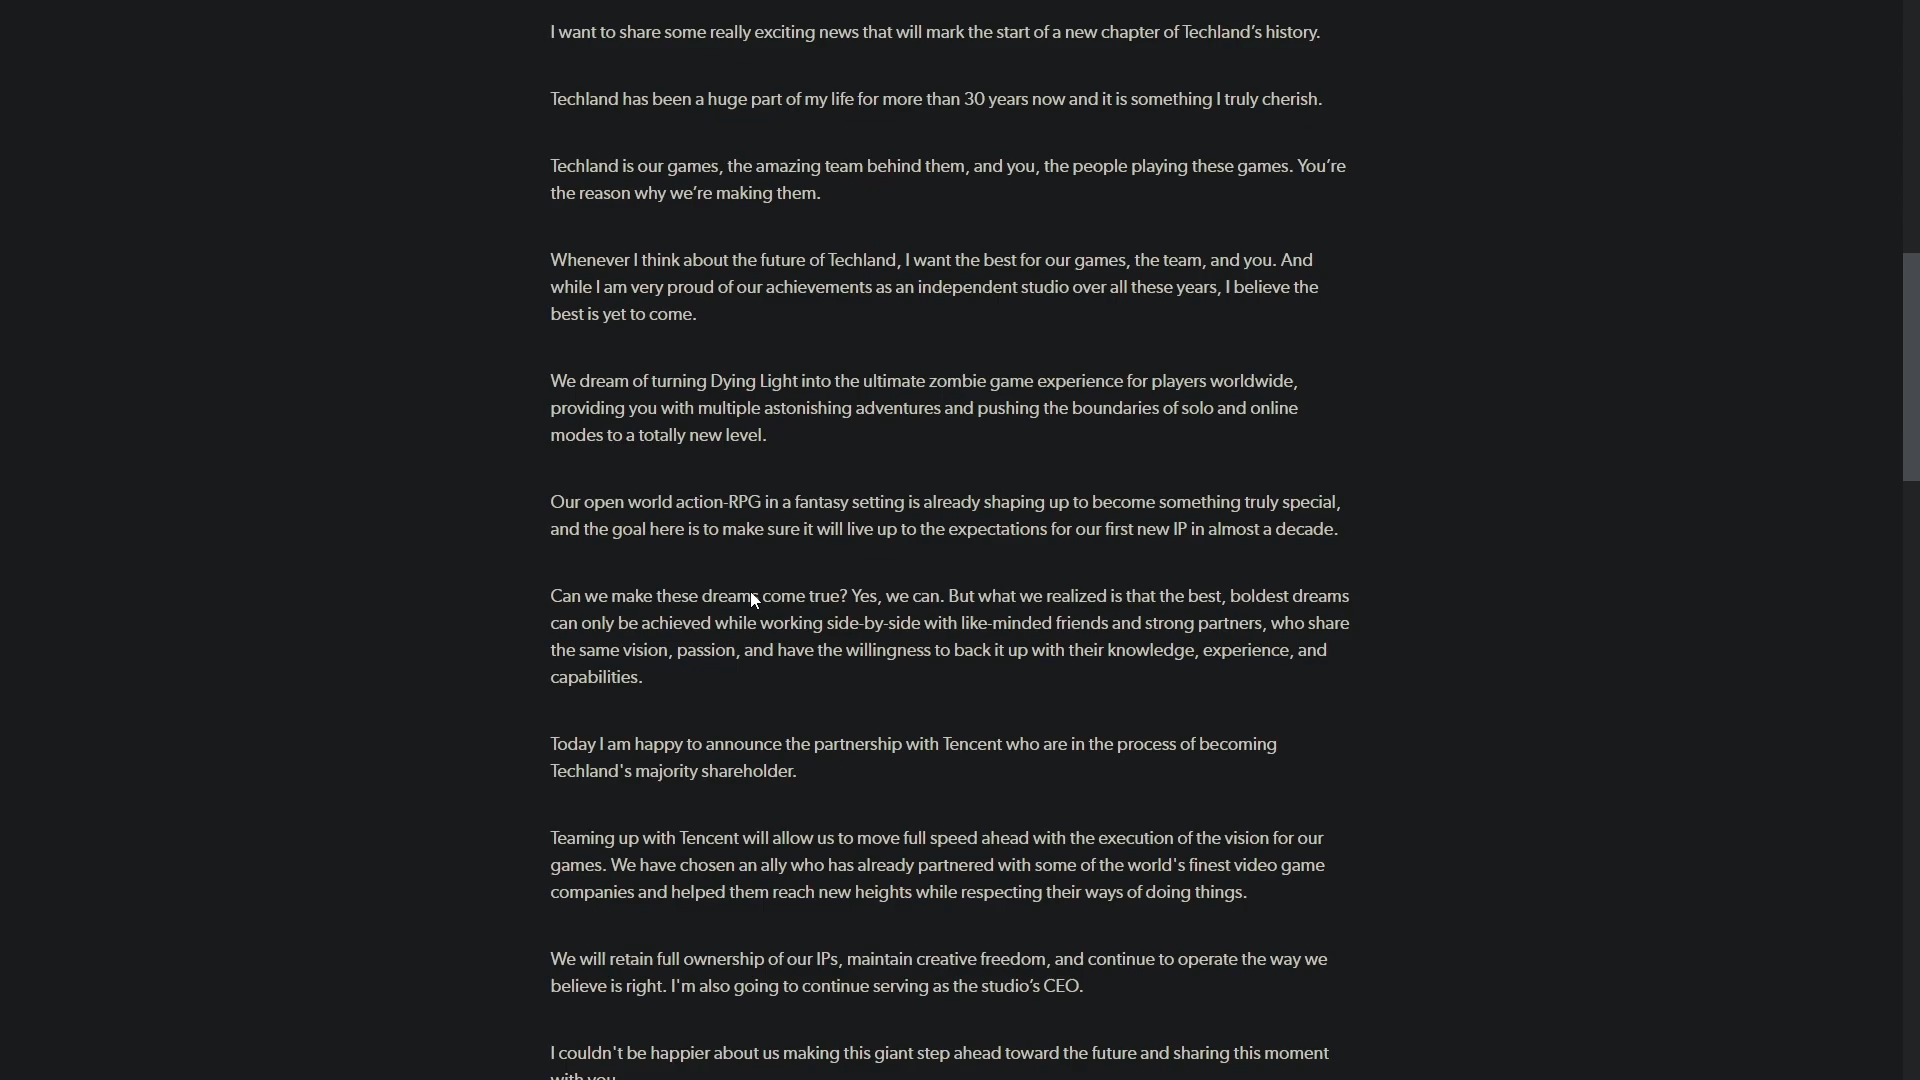 I want to share some really exciting news that will mark the start of a new chapter of Techland’s history.
Techland has been a huge part of my life for more than 30 years now and it is something I truly cherish.
Techland is our games, the amazing team behind them, and you, the people playing these games. You’re
the reason why we’re making them.
Whenever I think about the future of Techland, I want the best for our games, the team, and you. And
while I am very proud of our achievements as an independent studio over all these years, I believe the
best is yet to come.
We dream of turning Dying Light into the ultimate zombie game experience for players worldwide,
providing you with multiple astonishing adventures and pushing the boundaries of solo and online
modes to a totally new level.
Our open world action-RPG in a fantasy setting is already shaping up to become something truly special,
and the goal here is to make sure it will live up to the expectations for our first new IP in almost a decade.
Can we make these dreams come true? Yes, we can. But what we realized is that the best, boldest dreams
can only be achieved while working side-by-side with like-minded friends and strong partners, who share
the same vision, passion, and have the willingness to back it up with their knowledge, experience, and
capabilities.
Today I am happy to announce the partnership with Tencent who are in the process of becoming
Techland's majority shareholder.
Teaming up with Tencent will allow us to move full speed ahead with the execution of the vision for our
games. We have chosen an ally who has already partnered with some of the world's finest video game
companies and helped them reach new heights while respecting their ways of doing things.
We will retain full ownership of our IPs, maintain creative freedom, and continue to operate the way we
believe is right. I'm also going to continue serving as the studio’s CEO.
I couldn't be happier about us making this giant step ahead toward the future and sharing this moment
with you